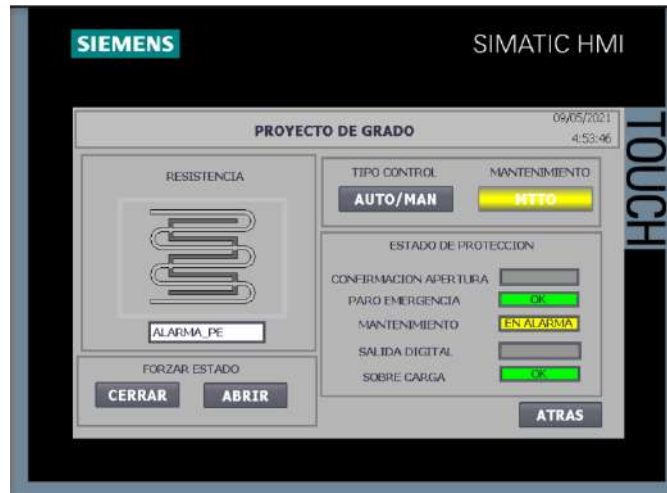 SIEMENS
SIMATIC HMI
TOUCH
PROYECTO DE GRADO
09/05/2021
4:53:46
RESISTENCIA
ALARMA_PE
FORZAR ESTADO
CERRAR
ABRIR
TIPO CONTROL
MANTENIMIENTO
AUTO/MAN
MTTO
ESTADO DE PROTECCION
CONFIRMACION APERTURA
PARO EMERGENCIA OK
MANTENIMIENTO EN ALARMA
SALIDA DIGITAL
SOBRE CARGA OK
ATRAS